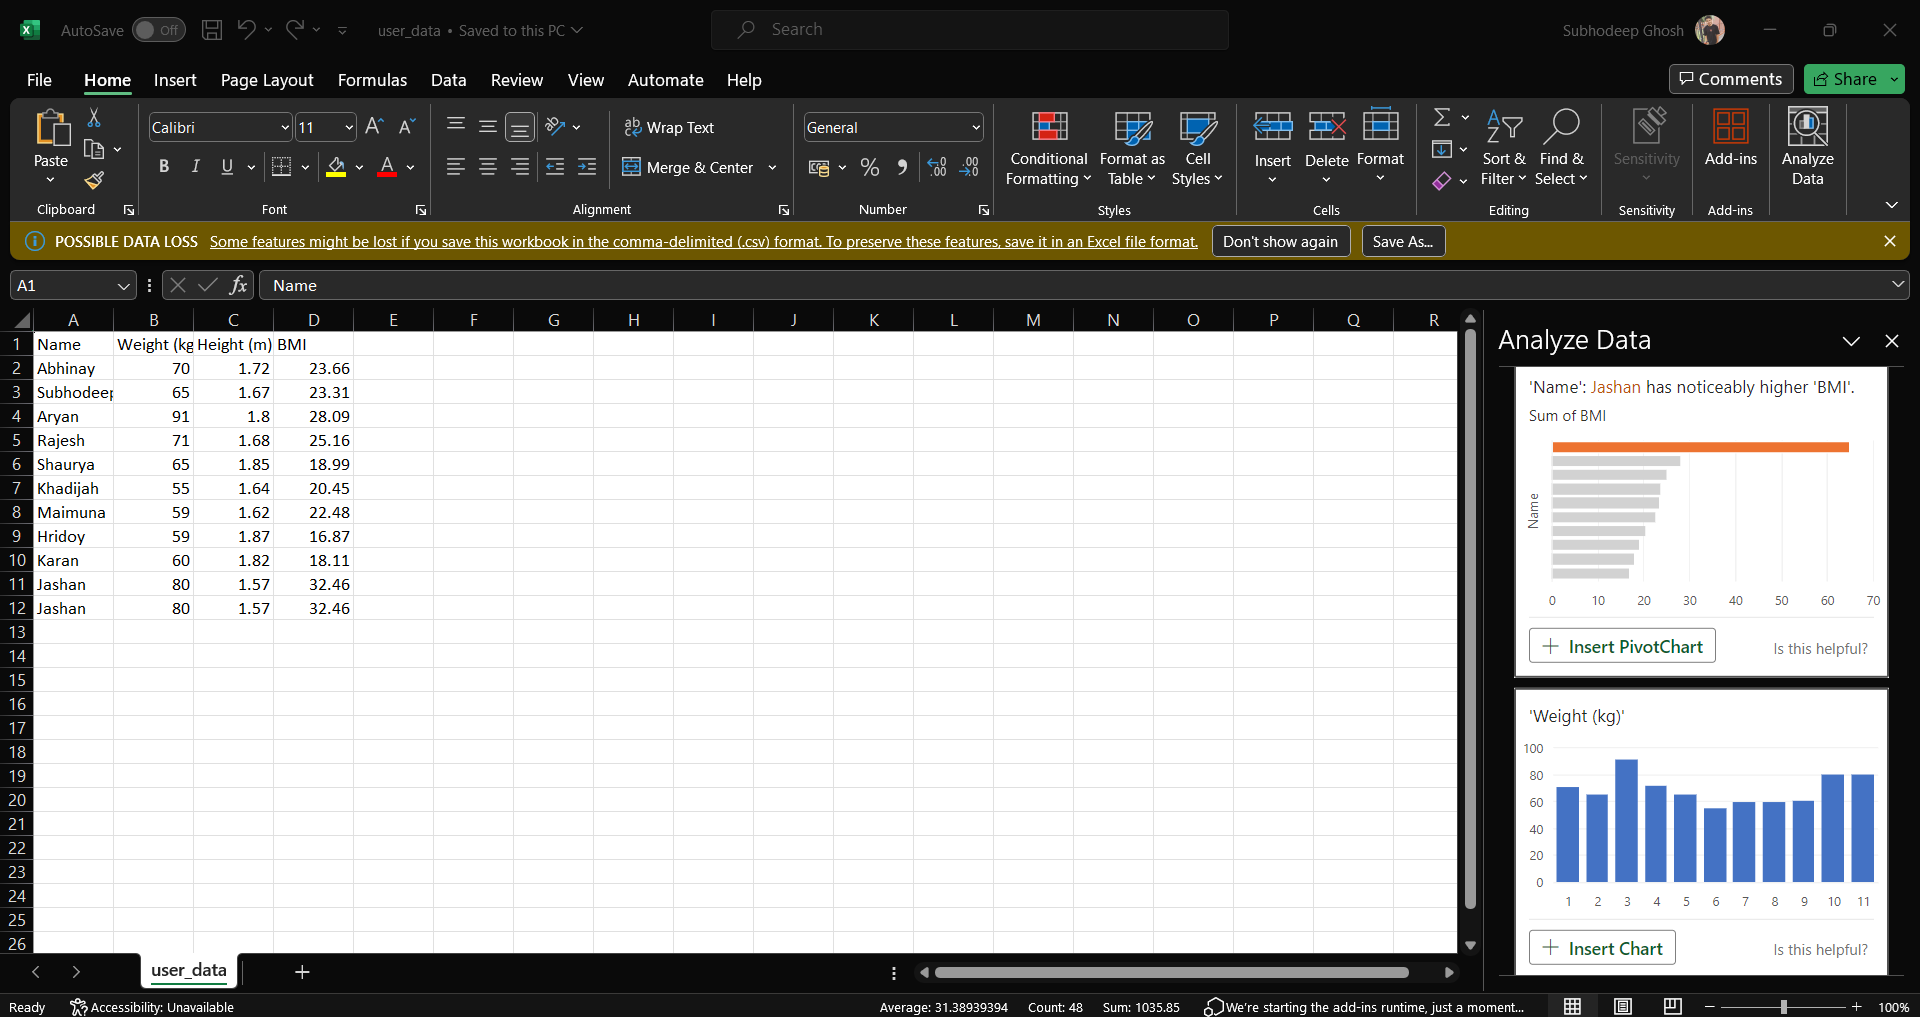 AutoSave Off user_data • Saved to this PC Search Subhodeep Ghosh
File Home Insert Page Layout Formulas Data Review View Automate Help Comments Share
Paste Calibri 11 Wrap Text General Conditional Formatting Format as Table Cell Styles Insert Delete Format Sort & Filter Find & Select Sensitivity Add-ins Analyze Data
B I U Merge & Center
Clipboard Font Alignment Number Styles Cells Editing Sensitivity Add-ins
POSSIBLE DATA LOSS Some features might be lost if you save this workbook in the comma-delimited (.csv) format. To preserve these features, save it in an Excel file format. Don't show again Save As...
A1 fx Name
A B C D E F G H I J K L M N O P Q R
1 Name Weight (kg Height (m) BMI
2 Abhinay 70 1.72 23.66
3 Subhodeep 65 1.67 23.31
4 Aryan 91 1.8 28.09
5 Rajesh 71 1.68 25.16
6 Shaurya 65 1.85 18.99
7 Khadijah 55 1.64 20.45
8 Maimuna 59 1.62 22.48
9 Hridoy 59 1.87 16.87
10 Karan 60 1.82 18.11
11 Jashan 80 1.57 32.46
12 Jashan 80 1.57 32.46
13
14
15
16
17
18
19
20
21
22
23
24
25
26
Analyze Data
'Name': Jashan has noticeably higher 'BMI'.
Sum of BMI
Name
0 10 20 30 40 50 60 70
Insert PivotChart Is this helpful?
'Weight (kg)'
100
80
60
40
20
0
1 2 3 4 5 6 7 8 9 10 11
Insert Chart Is this helpful?
user_data
Ready Accessibility: Unavailable Average: 31.38939394 Count: 48 Sum: 1035.85 We're starting the add-ins runtime, just a moment... 100%